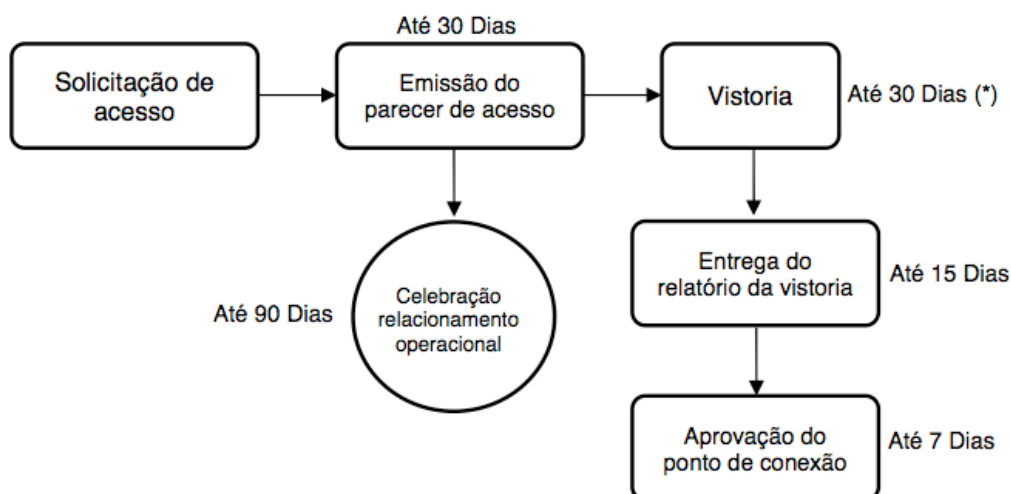 Até 30 Dias
Solicitação de
acesso
Emissão do
parecer de acesso
Vistoria
Até 30 Dias (*)
Até 90 Dias
Celebração
relacionamento
operacional
Entrega do
relatório da vistoria
Até 15 Dias
Aprovação do
ponto de conexão
Até 7 Dias